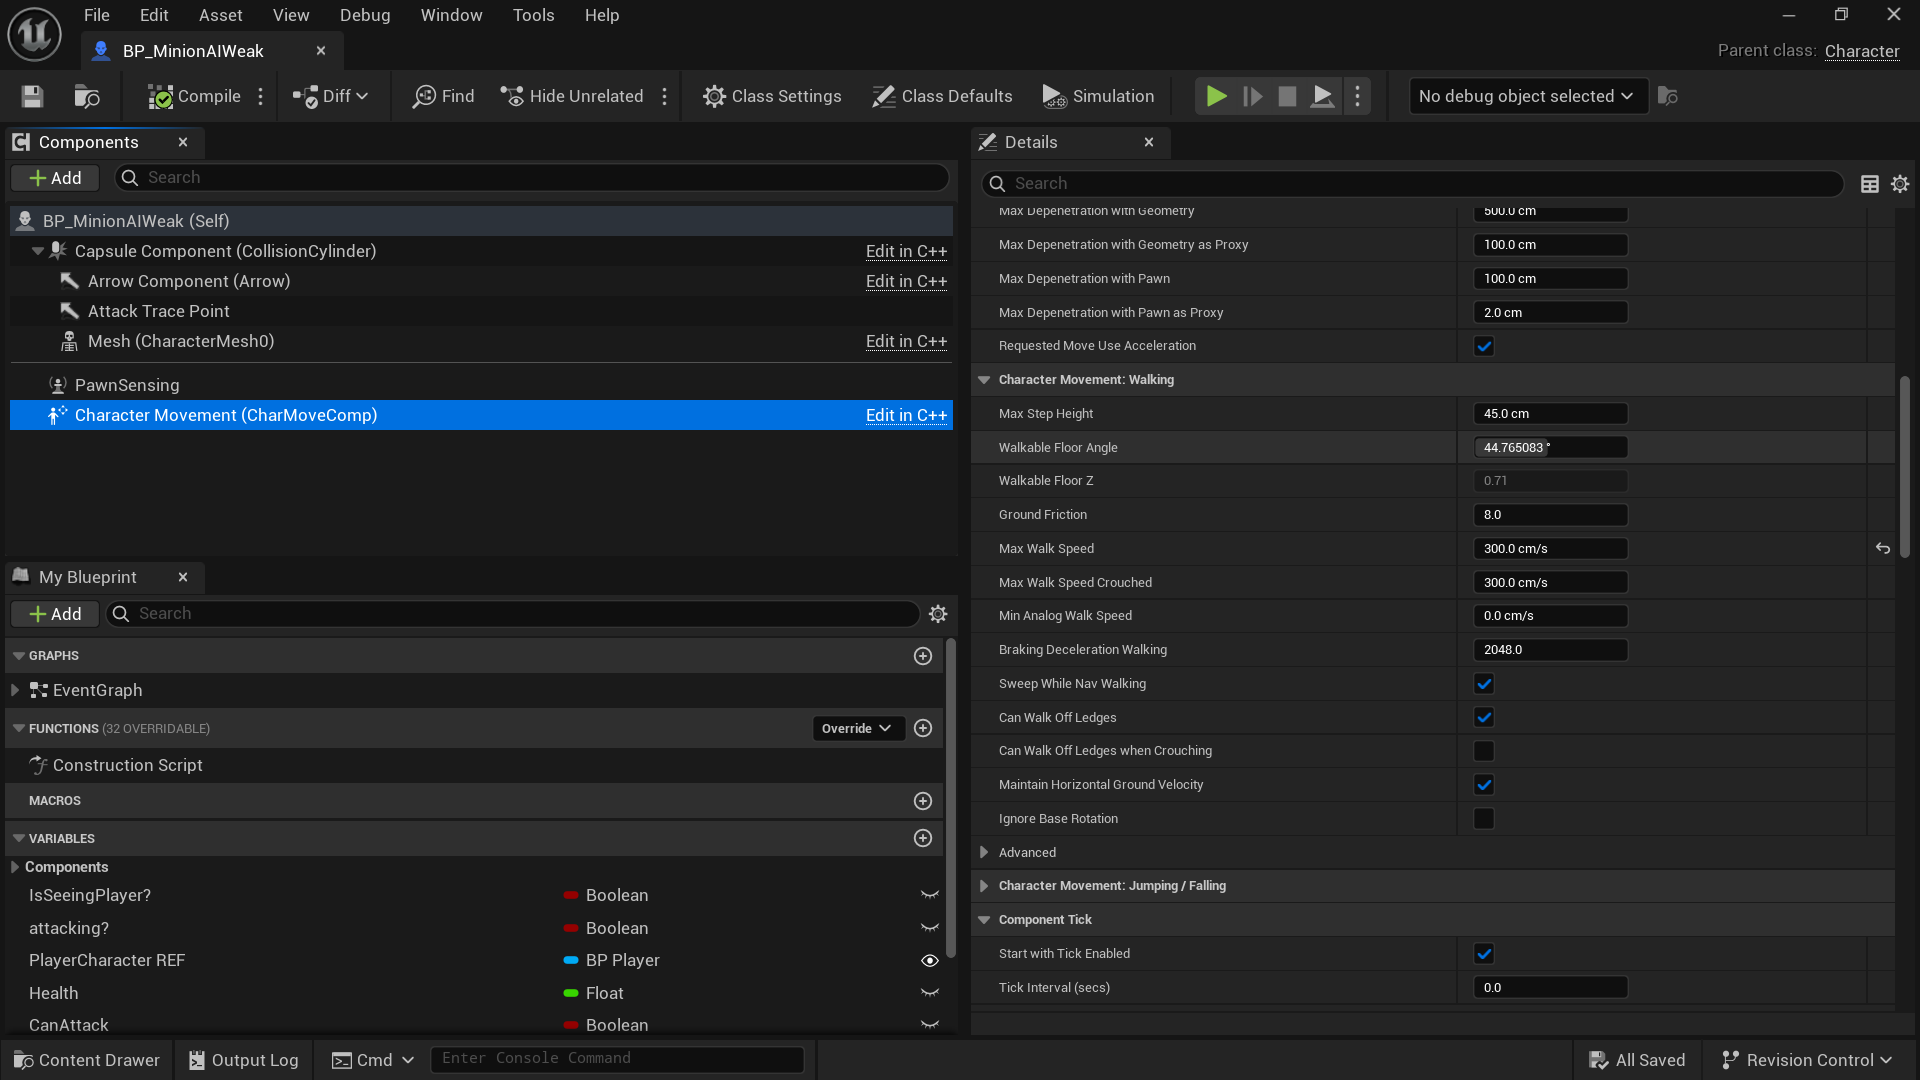 File Edit Asset View Debug Window Tools Help
BP_MinionAIWeak
Parent class: Character
Compile Diff Find Hide Unrelated Class Settings Class Defaults Simulation No debug object selected
Components
Add Search
BP_MinionAIWeak (Self)
Capsule Component (CollisionCylinder) Edit in C++
Arrow Component (Arrow) Edit in C++
Attack Trace Point
Mesh (CharacterMesh0) Edit in C++
PawnSensing
Character Movement (CharMoveComp) Edit in C++
My Blueprint
Add Search
GRAPHS
EventGraph
FUNCTIONS (32 OVERRIDABLE) Override
Construction Script
MACROS
VARIABLES
Components
IsSeeingPlayer? Boolean
attacking? Boolean
PlayerCharacter REF BP Player
Health Float
CanAttack Boolean
Details
Search
Max Depenetration with Geometry 500.0 cm
Max Depenetration with Geometry as Proxy 100.0 cm
Max Depenetration with Pawn 100.0 cm
Max Depenetration with Pawn as Proxy 2.0 cm
Requested Move Use Acceleration
Character Movement: Walking
Max Step Height 45.0 cm
Walkable Floor Angle 44.765083 °
Walkable Floor Z 0.71
Ground Friction 8.0
Max Walk Speed 300.0 cm/s
Max Walk Speed Crouched 300.0 cm/s
Min Analog Walk Speed 0.0 cm/s
Braking Deceleration Walking 2048.0
Sweep While Nav Walking
Can Walk Off Ledges
Can Walk Off Ledges when Crouching
Maintain Horizontal Ground Velocity
Ignore Base Rotation
Advanced
Character Movement: Jumping / Falling
Component Tick
Start with Tick Enabled
Tick Interval (secs) 0.0
Content Drawer Output Log Cmd Enter Console Command All Saved Revision Control